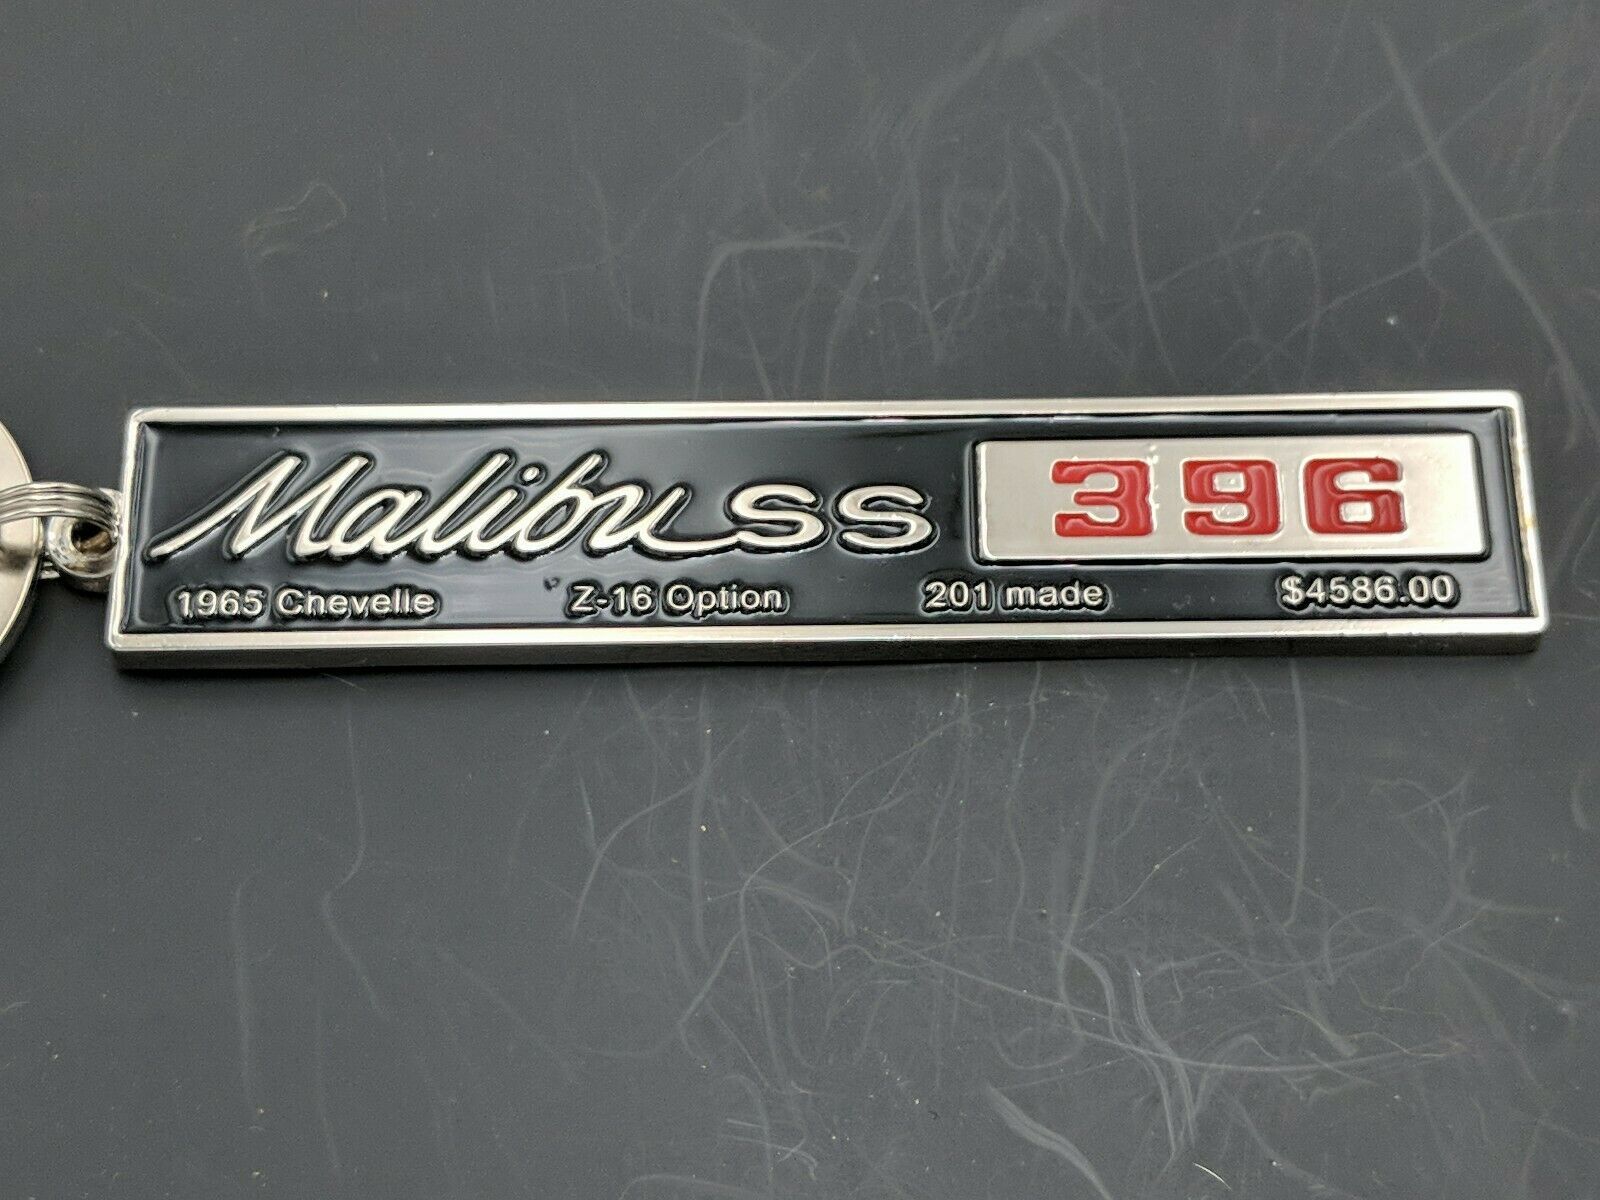 Malibu SS 396
1965 Chevelle Z-16 Option 201 made $4586.00